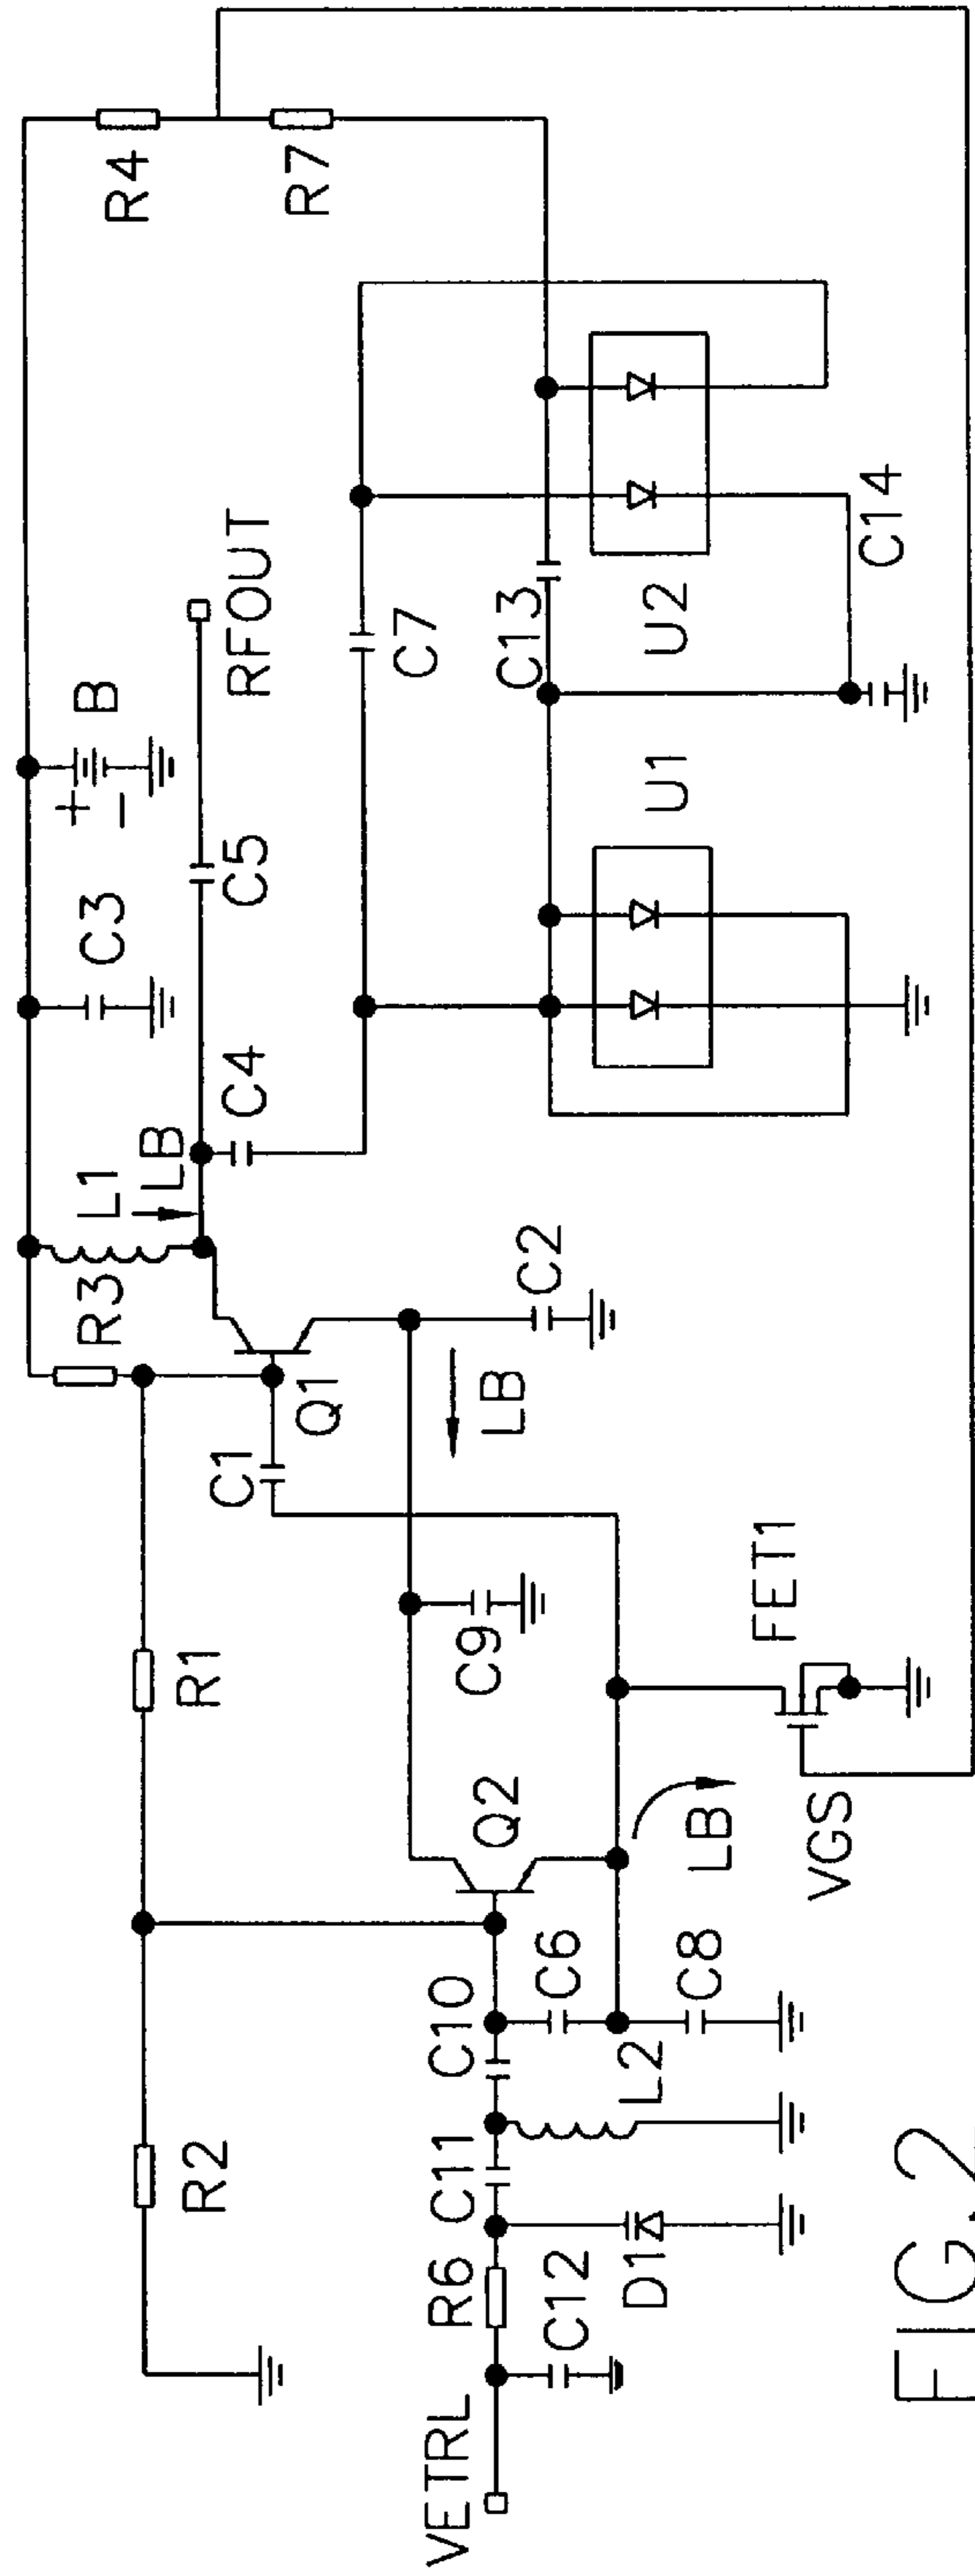 R4
R7
B
+
−
RFOUT
C3
C5
C4
L1
LB
R3
C7
C13
U2
C14
U1
C2
LB
Q1
C1
R1
C9
FET1
Q2
LB
VGS
C10
C6
C8
L2
R2
C11
R6
C12
D1
VETRL
FIG.2